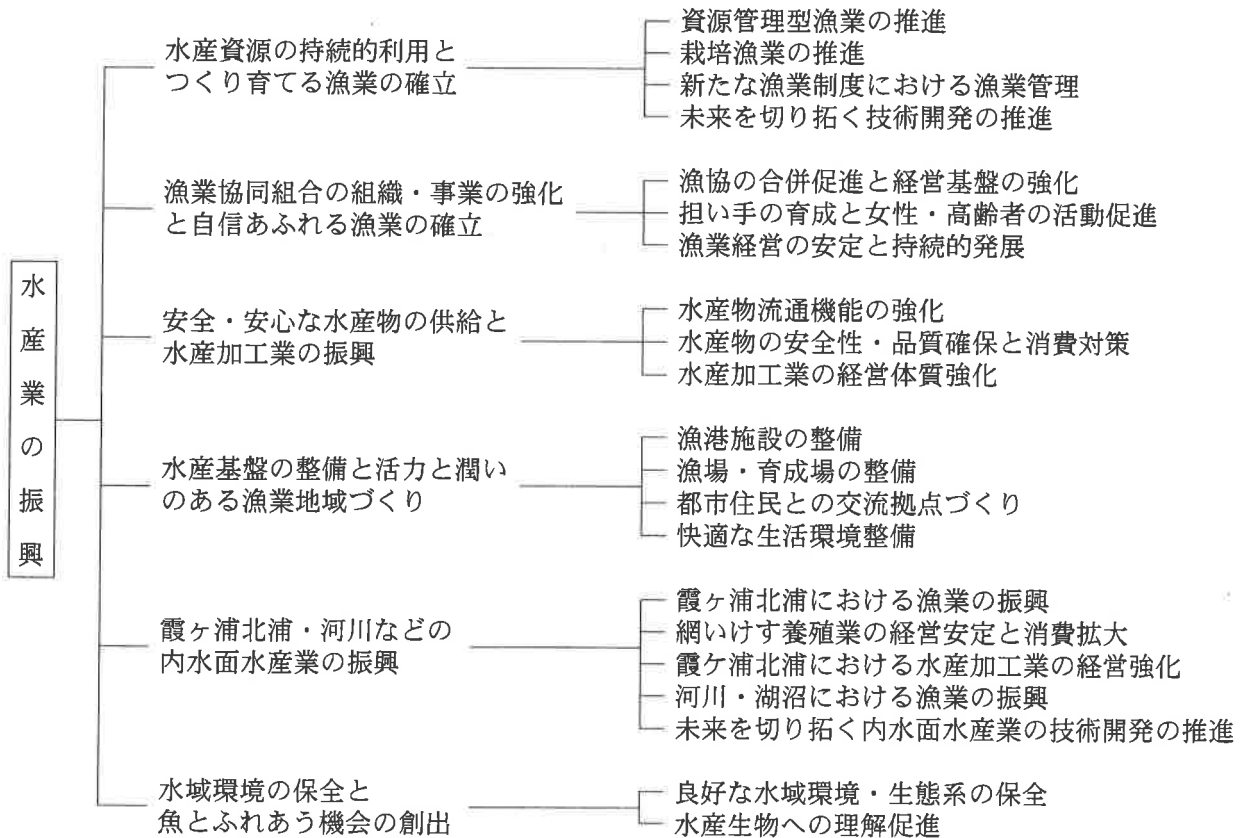 水産業の振興
水産資源の持続的利用と
つくり育てる漁業の確立
資源管理型漁業の推進
栽培漁業の推進
新たな漁業制度における漁業管理
未来を切り拓く技術開発の推進
漁業協同組合の組織・事業の強化
と自信あふれる漁業の確立
漁協の合併促進と経営基盤の強化
担い手の育成と女性・高齢者の活動促進
漁業経営の安定と持続的発展
安全・安心な水産物の供給と
水産加工業の振興
水産物流通機能の強化
水産物の安全性・品質確保と消費対策
水産加工業の経営体質強化
水産基盤の整備と活力と潤い
のある漁業地域づくり
漁港施設の整備
漁場・育成場の整備
都市住民との交流拠点づくり
快適な生活環境整備
霞ヶ浦北浦・河川などの
内水面水産業の振興
霞ヶ浦北浦における漁業の振興
網いけす養殖業の経営安定と消費拡大
霞ケ浦北浦における水産加工業の経営強化
河川・湖沼における漁業の振興
未来を切り拓く内水面水産業の技術開発の推進
水域環境の保全と
魚とふれあう機会の創出
良好な水域環境・生態系の保全
水産生物への理解促進